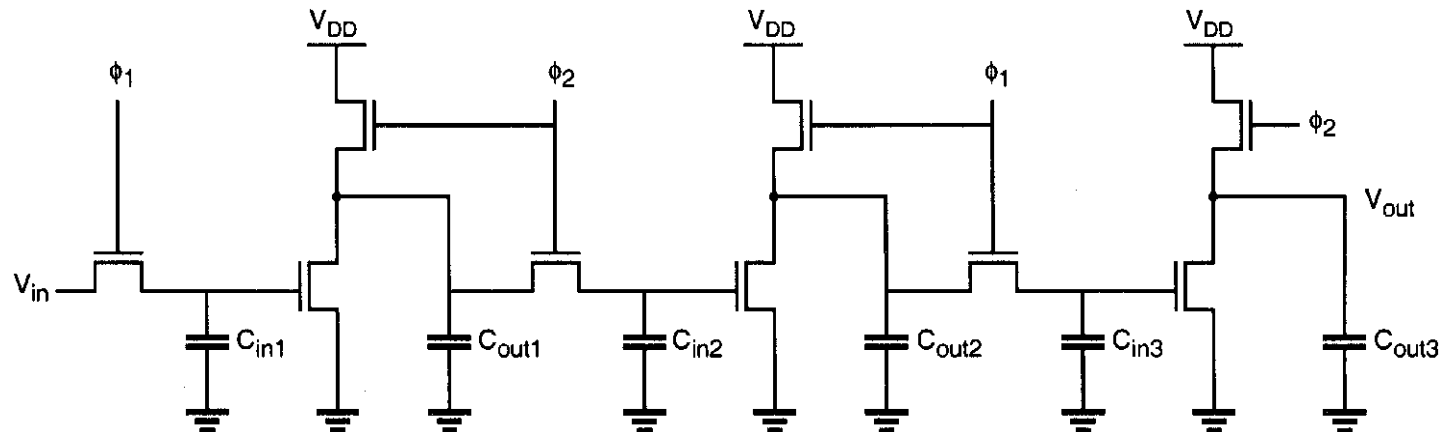 V_DD V_DD V_DD
ϕ1 ϕ2 ϕ1
ϕ2
V_out
V_in
C_in1 C_out1 C_in2 C_out2 C_in3 C_out3